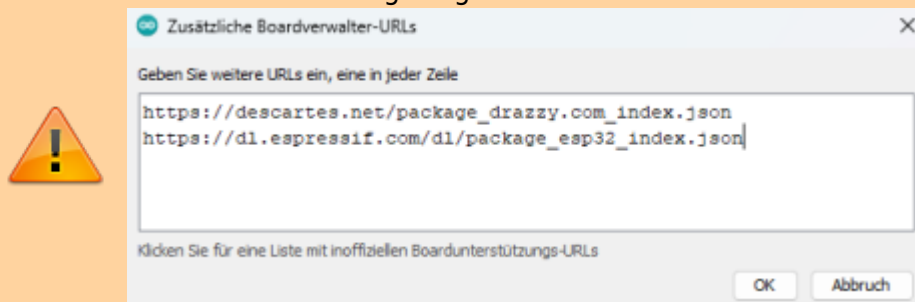 Zusätzliche Boardverwalter-URLs
Geben Sie weitere URLs ein, eine in jeder Zeile
https://descartes.net/package_drazzy.com_index.json
https://dl.espressif.com/dl/package_esp32_index.json
Klicken Sie für eine Liste mit inoffiziellen Boardunterstützungs-URLs
OK Abbruch